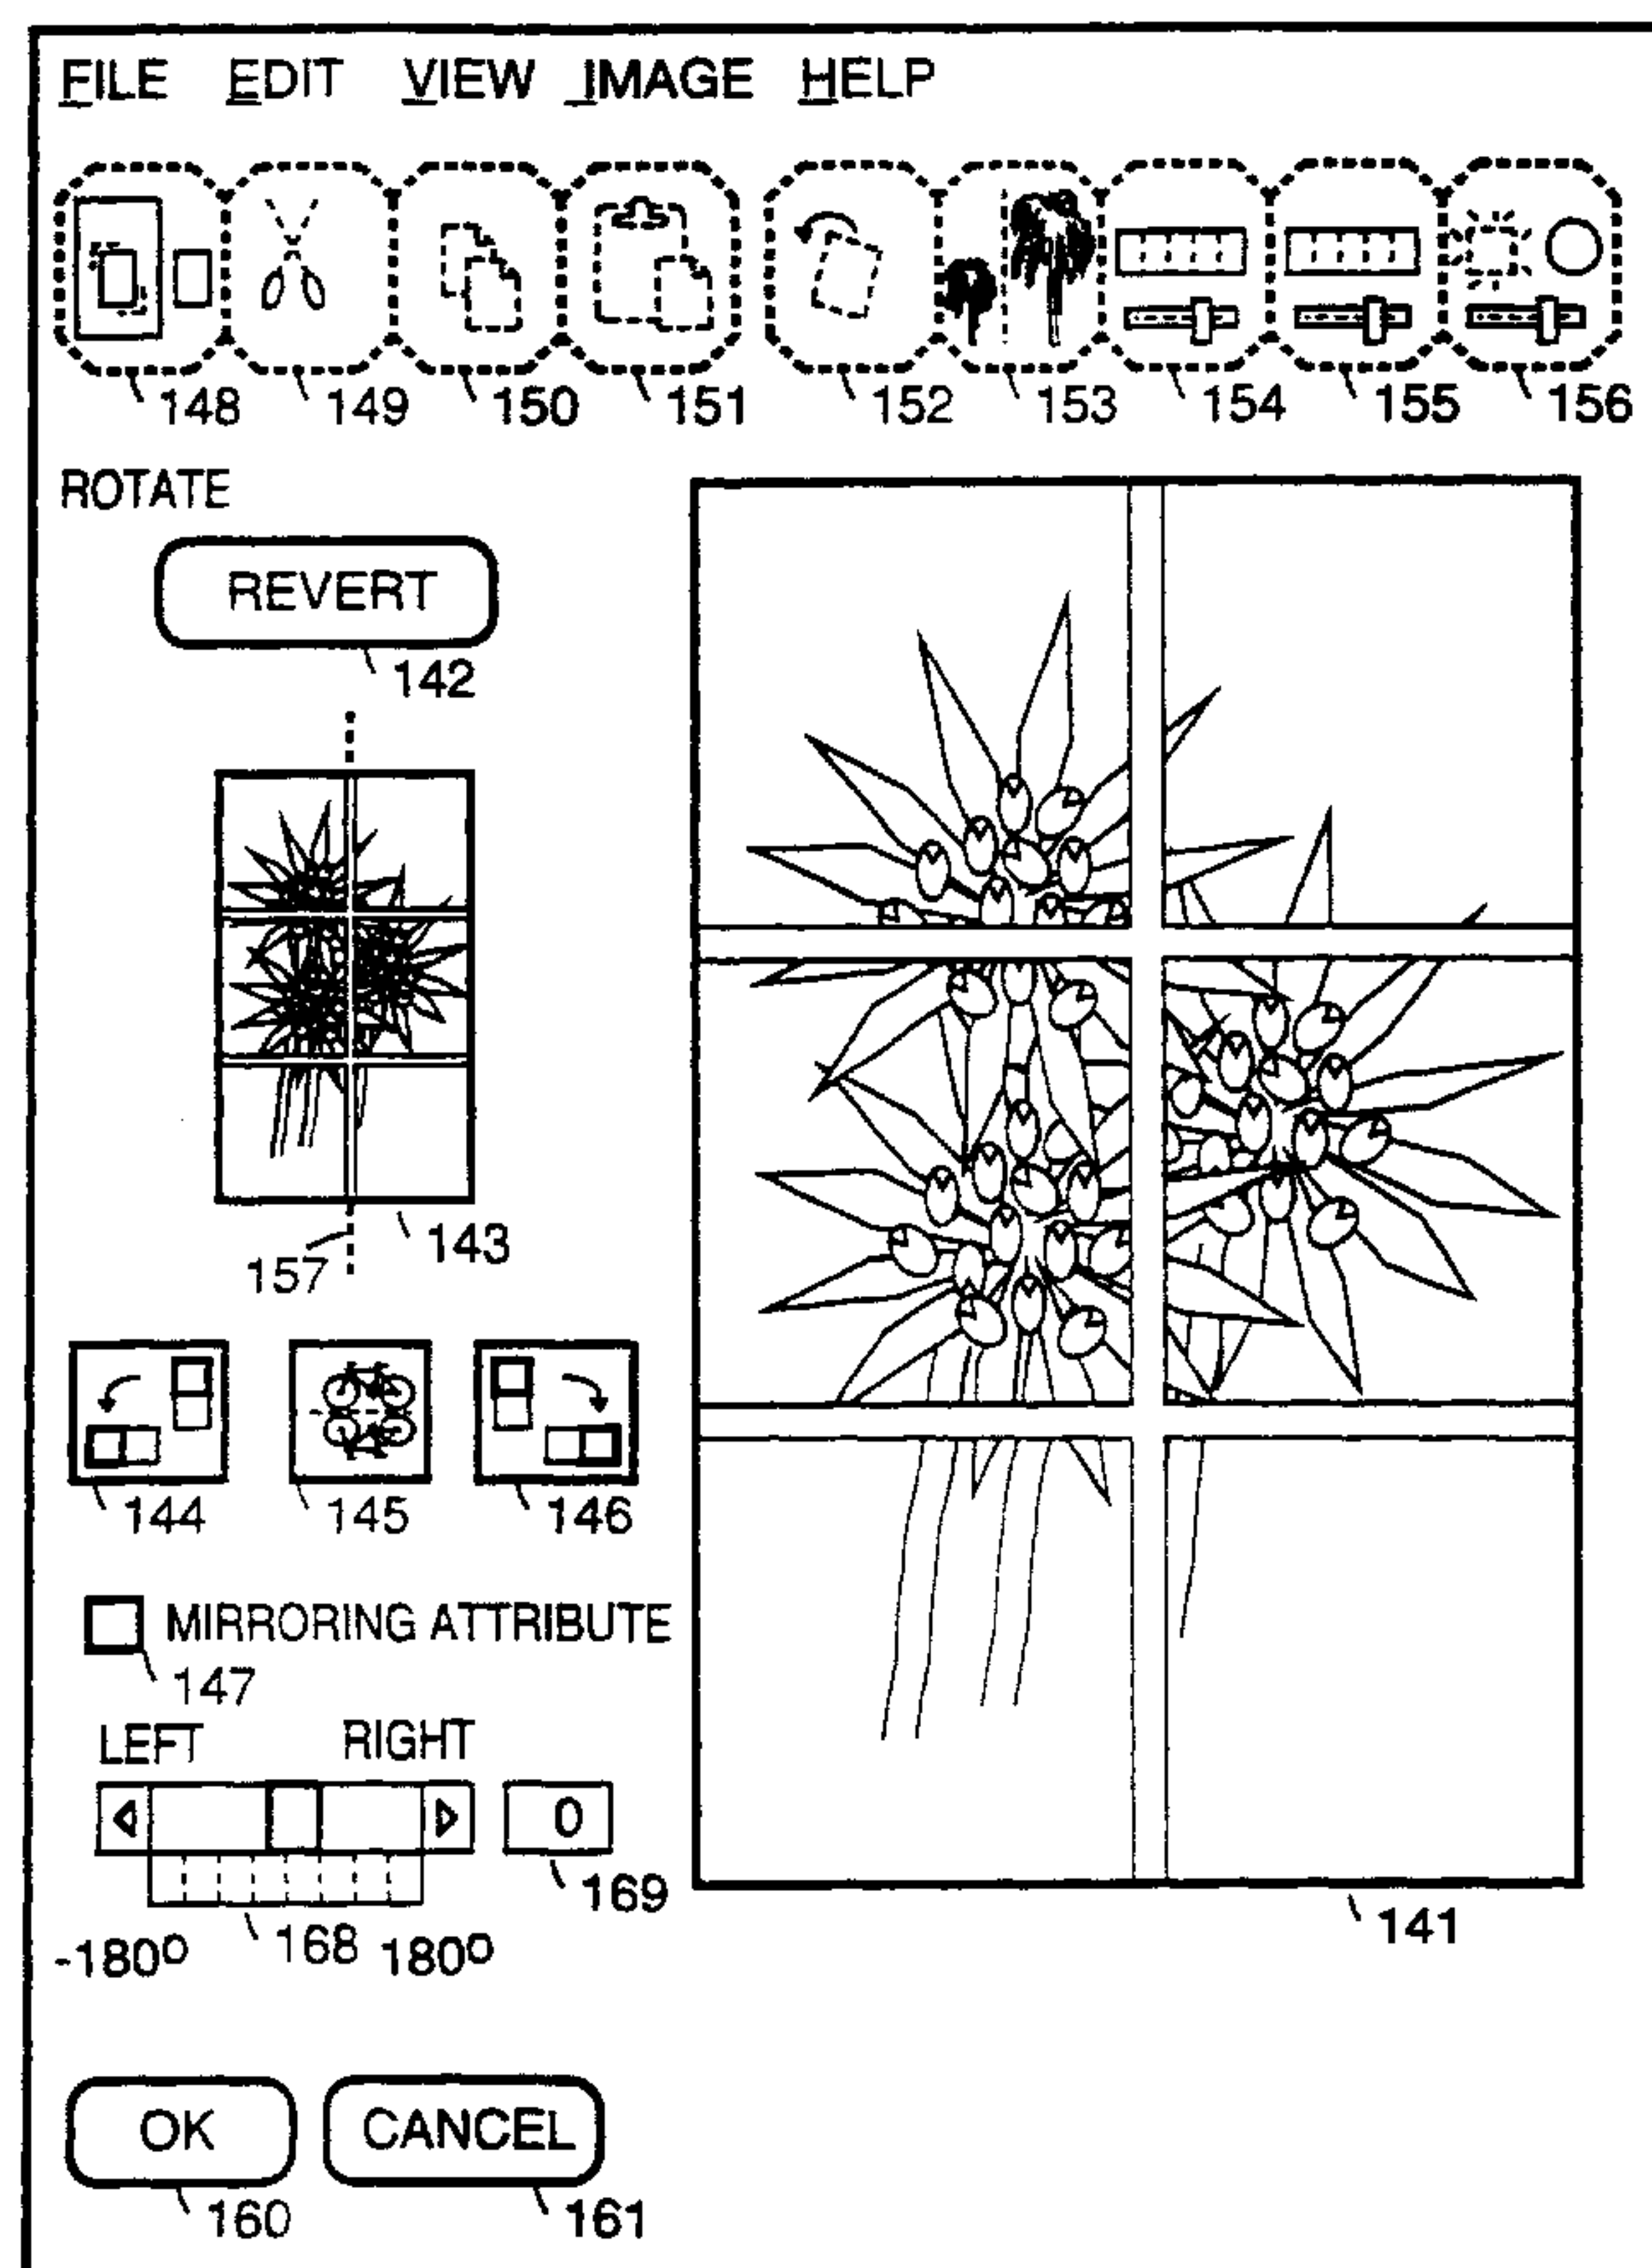 FILE EDIT VIEW IMAGE HELP
148 149 150 151 152 153 154 155 156
ROTATE
REVERT
142
143
157
144 145 146
MIRRORING ATTRIBUTE
147
LEFT RIGHT
0
169
-180° 168 180°
141
OK CANCEL
160 161